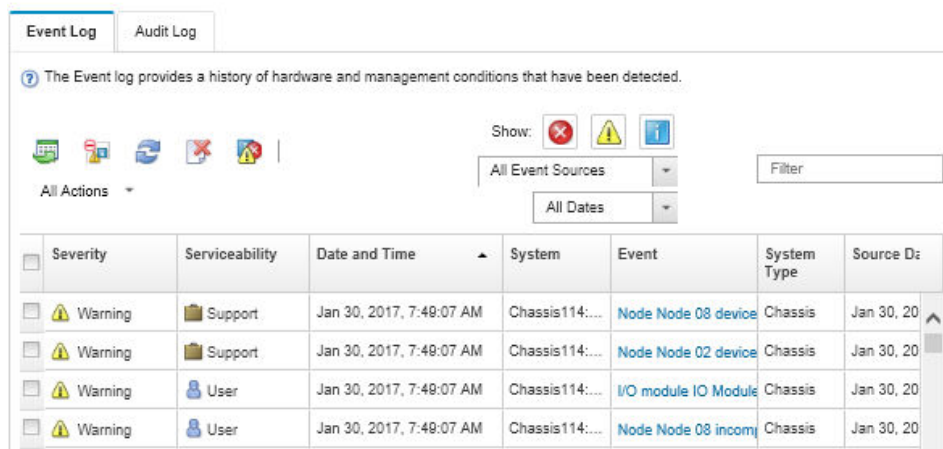 Event Log
Audit Log
The Event log provides a history of hardware and management conditions that have been detected.
Show:
All Event Sources
Filter
All Actions
All Dates
Severity Serviceability Date and Time System Event System Type Source Da
Warning Support Jan 30, 2017, 7:49:07 AM Chassis114:... Node Node 08 device Chassis Jan 30, 20
Warning Support Jan 30, 2017, 7:49:07 AM Chassis114:... Node Node 02 device Chassis Jan 30, 20
Warning User Jan 30, 2017, 7:49:07 AM Chassis114:... I/O module IO Module Chassis Jan 30, 20
Warning User Jan 30, 2017, 7:49:07 AM Chassis114:... Node Node 08 incom Chassis Jan 30, 20